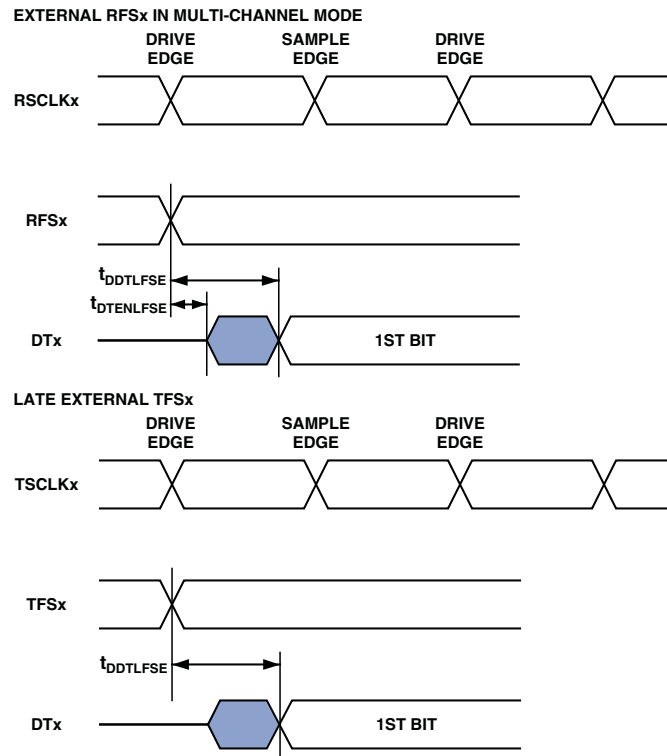 EXTERNAL RFSx IN MULTI-CHANNEL MODE
DRIVE EDGE SAMPLE EDGE DRIVE EDGE
RSCLKx
RFSx
tDDTLFSE
tDTENLFSE
DTx 1ST BIT
LATE EXTERNAL TFSx
DRIVE EDGE SAMPLE EDGE DRIVE EDGE
TSCLKx
TFSx
tDDTLFSE
DTx 1ST BIT